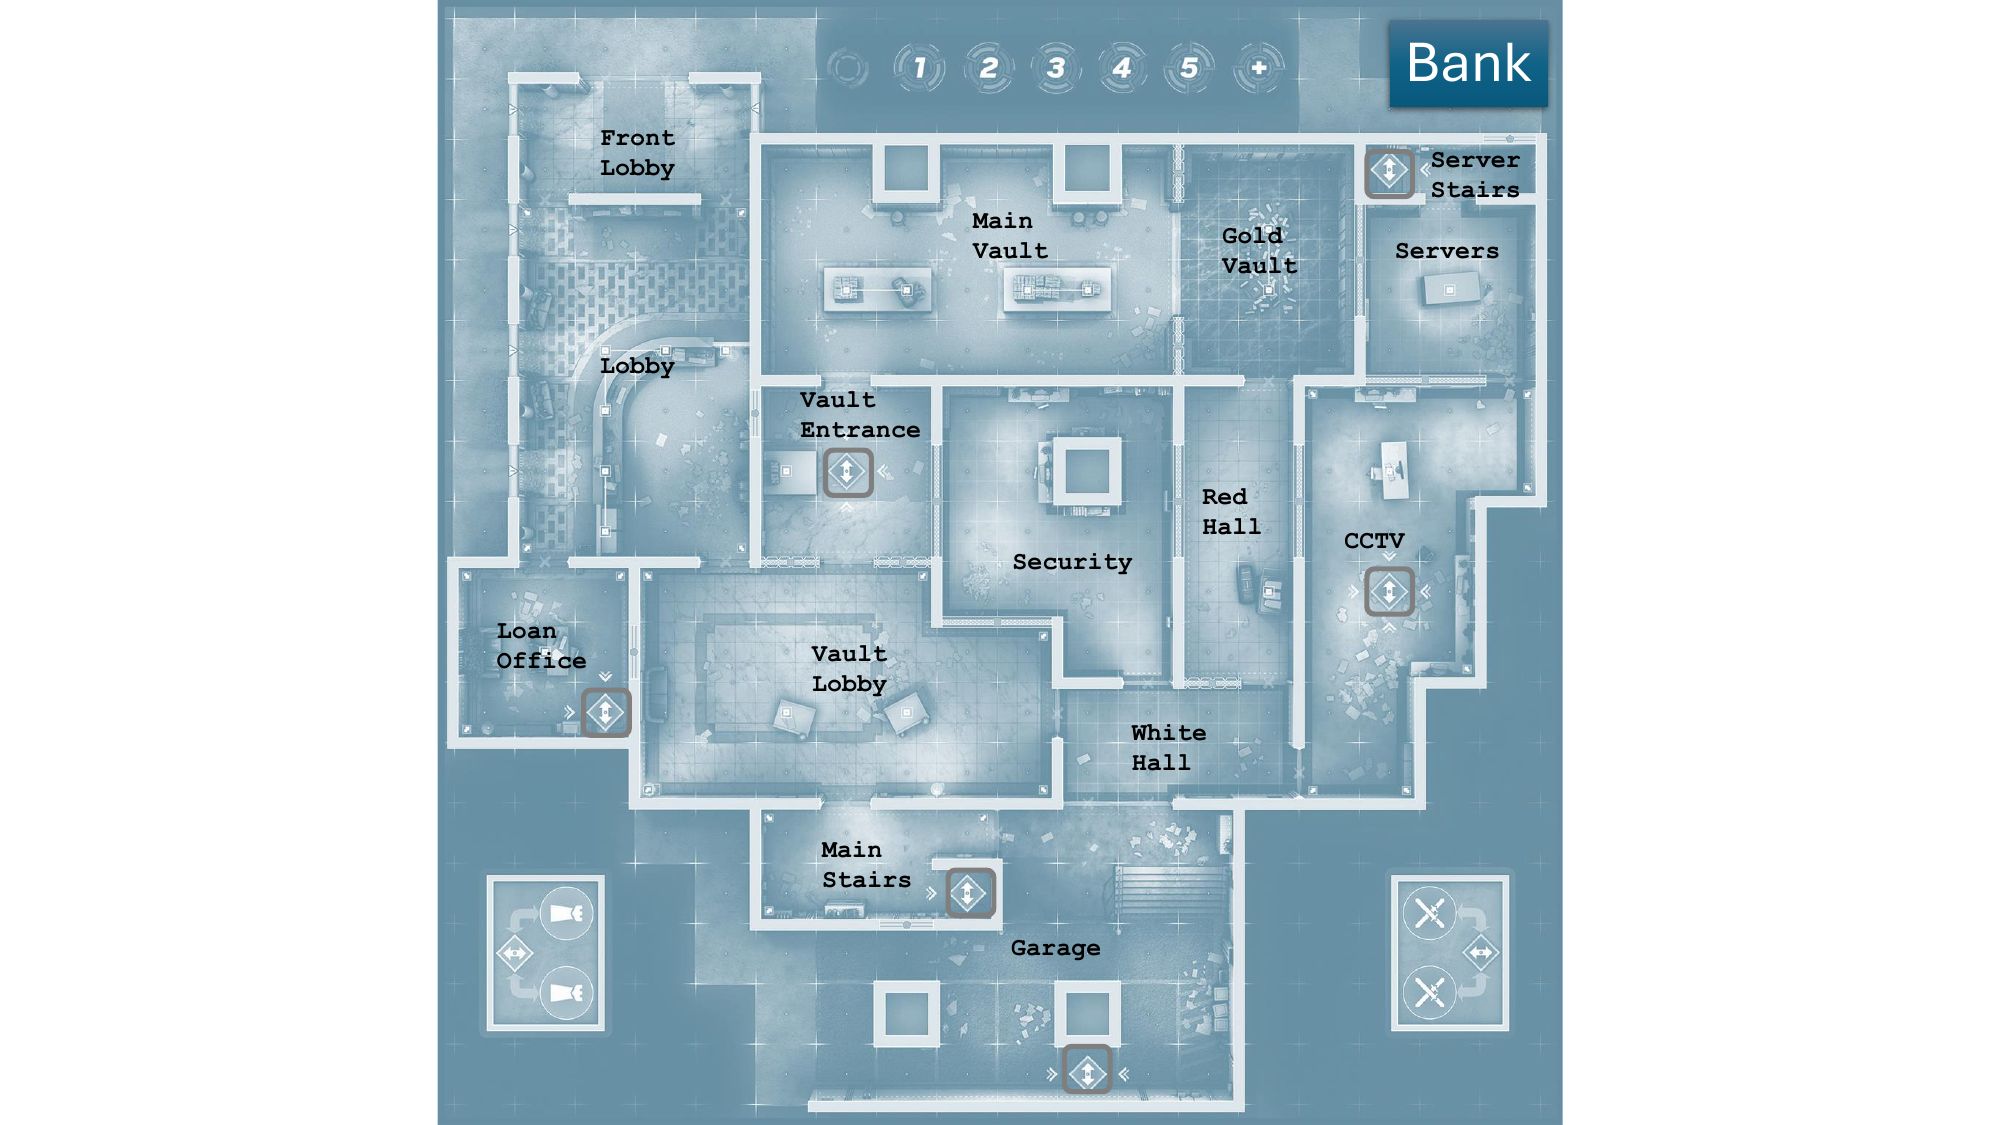 Bank
1 2 3 4 5 +
Front
Lobby
Server
Stairs
Main
Vault
Gold
Vault
Servers
Lobby
Vault
Entrance
Red
Hall
CCTV
Security
Loan
Office
Vault
Lobby
White
Hall
Main
Stairs
Garage